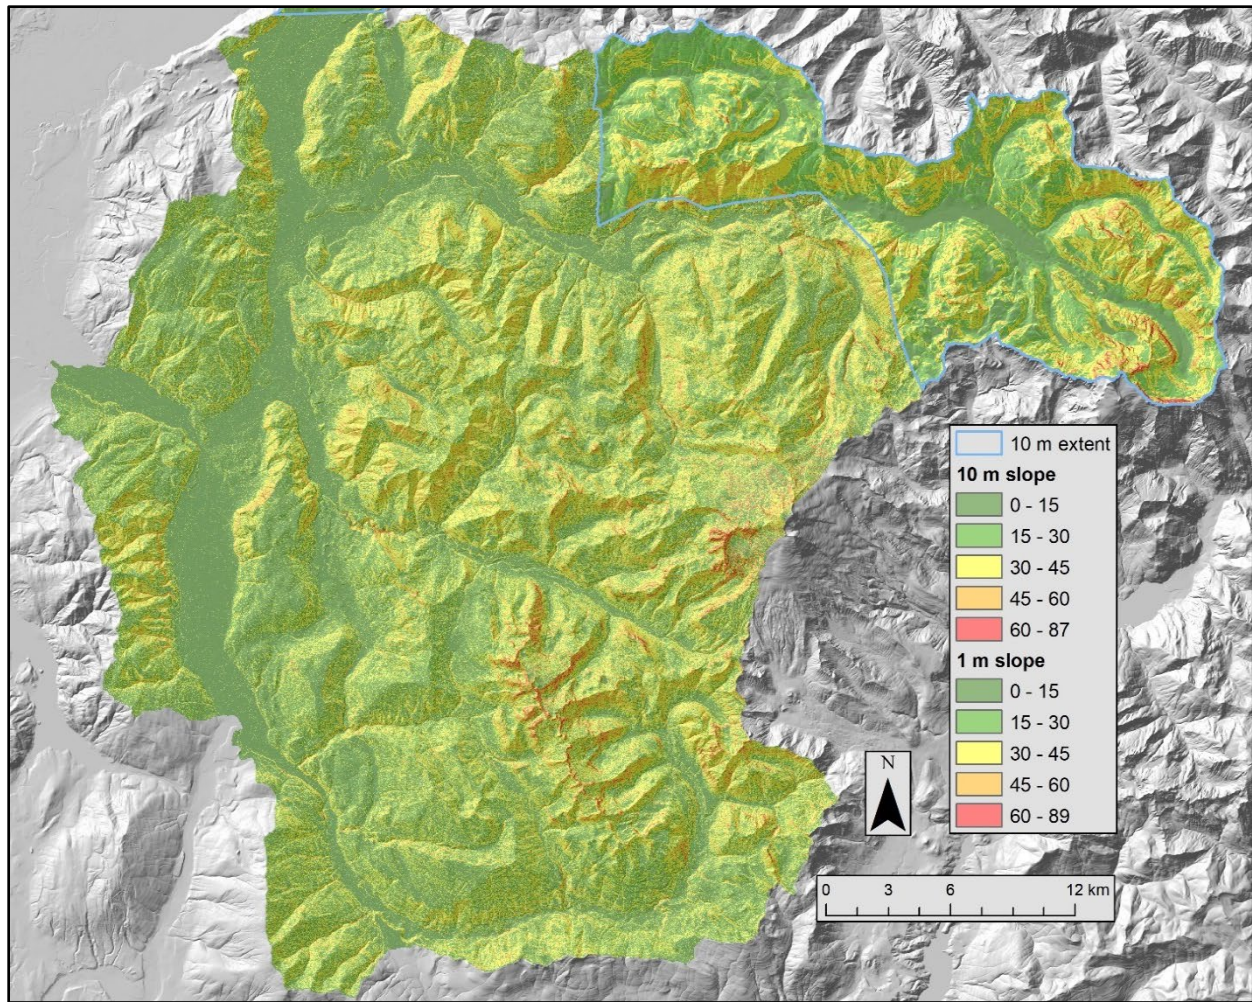 10 m extent
10 m slope
0 - 15
15 - 30
30 - 45
45 - 60
60 - 87
1 m slope
0 - 15
15 - 30
30 - 45
45 - 60
60 - 89
N
0 3 6 12 km